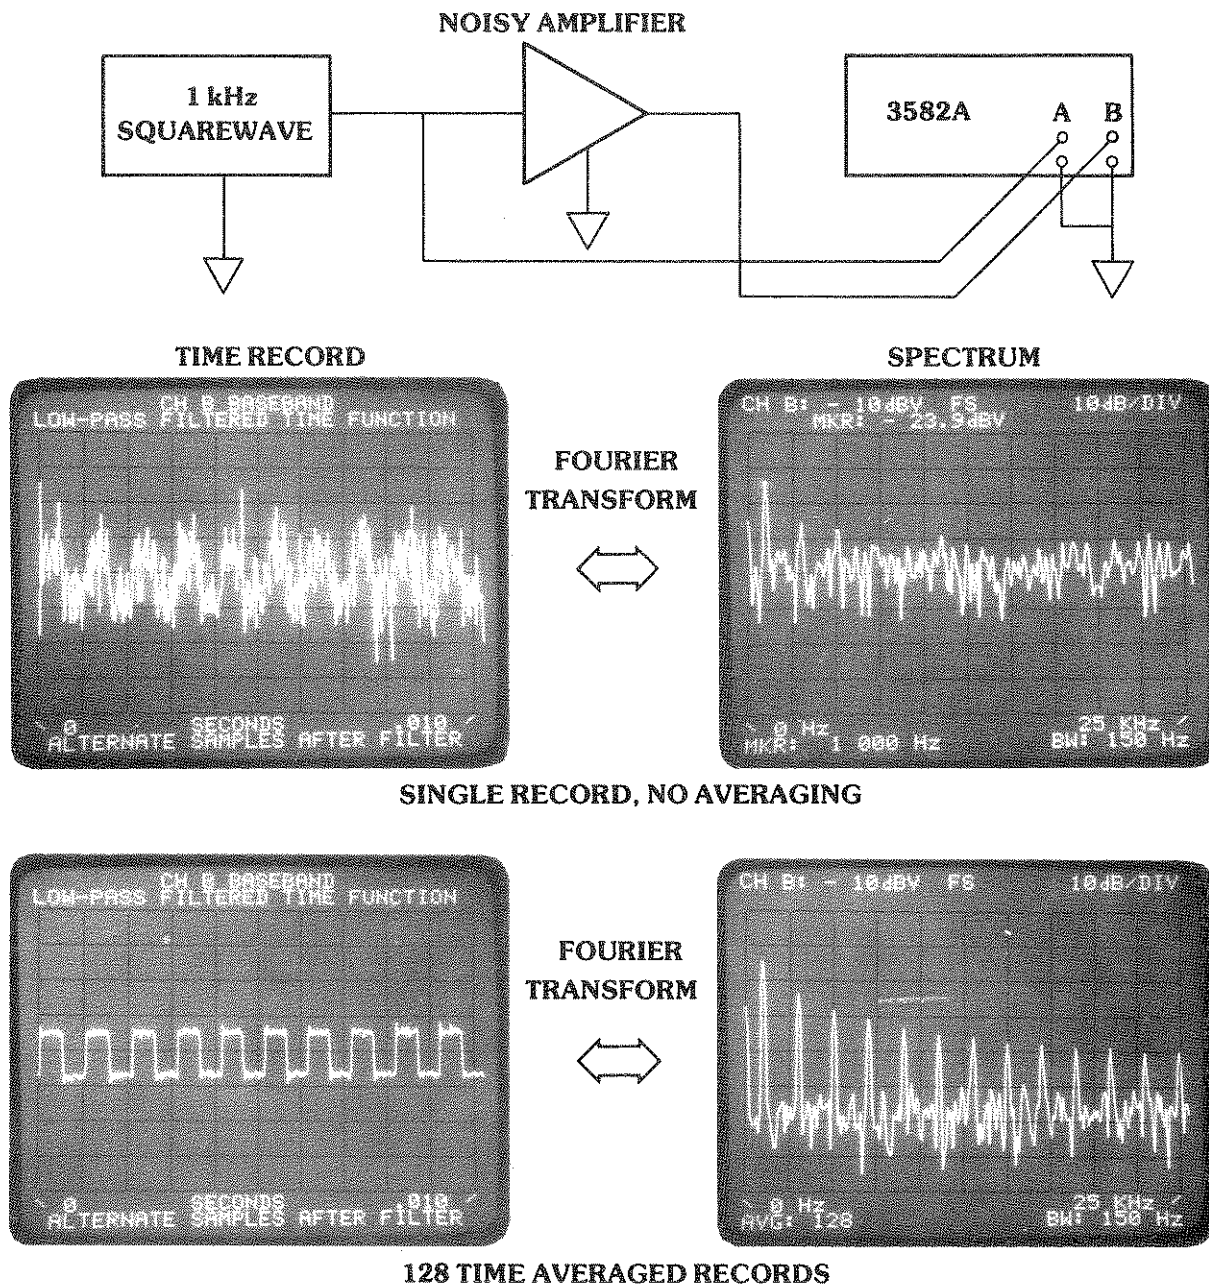 NOISY AMPLIFIER
1 kHz
SQUAREWAVE
3582A
A
B
TIME RECORD
SPECTRUM
CH B BASEBAND
LOW-PASS FILTERED TIME FUNCTION
0 SECONDS .010
ALTERNATE SAMPLES AFTER FILTER
FOURIER
TRANSFORM
CH B: - 10dBV FS 10dB/DIV
MKR: - 23.9dBV
0 Hz 25 KHz
MKR: 1 000 Hz BW: 150 Hz
SINGLE RECORD, NO AVERAGING
CH B BASEBAND
LOW-PASS FILTERED TIME FUNCTION
0 SECONDS .010
ALTERNATE SAMPLES AFTER FILTER
FOURIER
TRANSFORM
CH B: - 10dBV FS 10dB/DIV
0 Hz 25 KHz
AVG: 128 BW: 150 Hz
128 TIME AVERAGED RECORDS